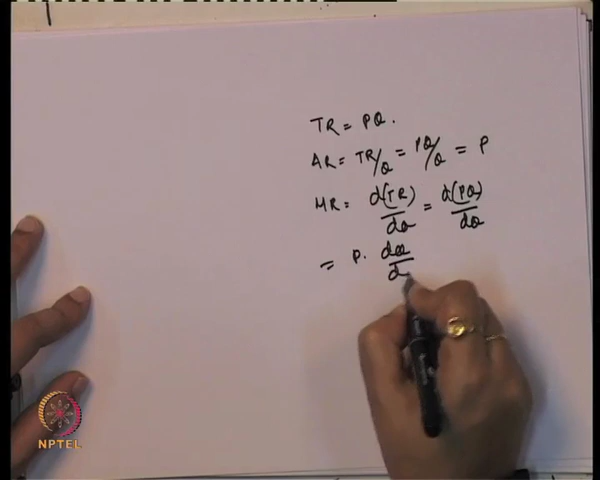 TR = PQ.
AR = TR/Q = PQ/Q = P
MR = d(TR)/dQ = d(PQ)/dQ
= P. dQ/d
NPTEL